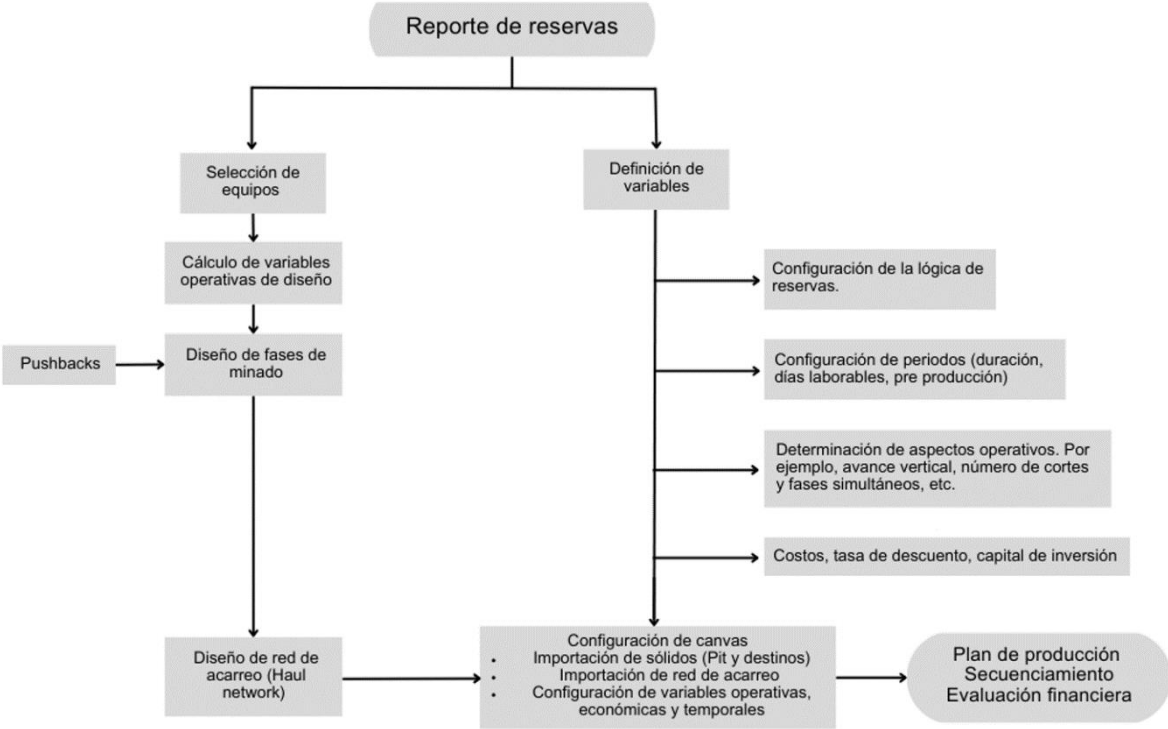 Reporte de reservas
Selección de
equipos
Definición de
variables
Cálculo de variables
operativas de diseño
Configuración de la lógica de
reservas.
Pushbacks
Diseño de fases de
minado
Configuración de periodos (duración,
días laborables, pre producción)
Determinación de aspectos operativos. Por
ejemplo, avance vertical, número de cortes
y fases simultáneos, etc.
Costos, tasa de descuento, capital de inversión
Diseño de red de
acarreo (Haul
network)
Configuración de canvas
• Importación de sólidos (Pit y destinos)
• Importación de red de acarreo
• Configuración de variables operativas,
económicas y temporales
Plan de producción
Secuenciamiento
Evaluación financiera